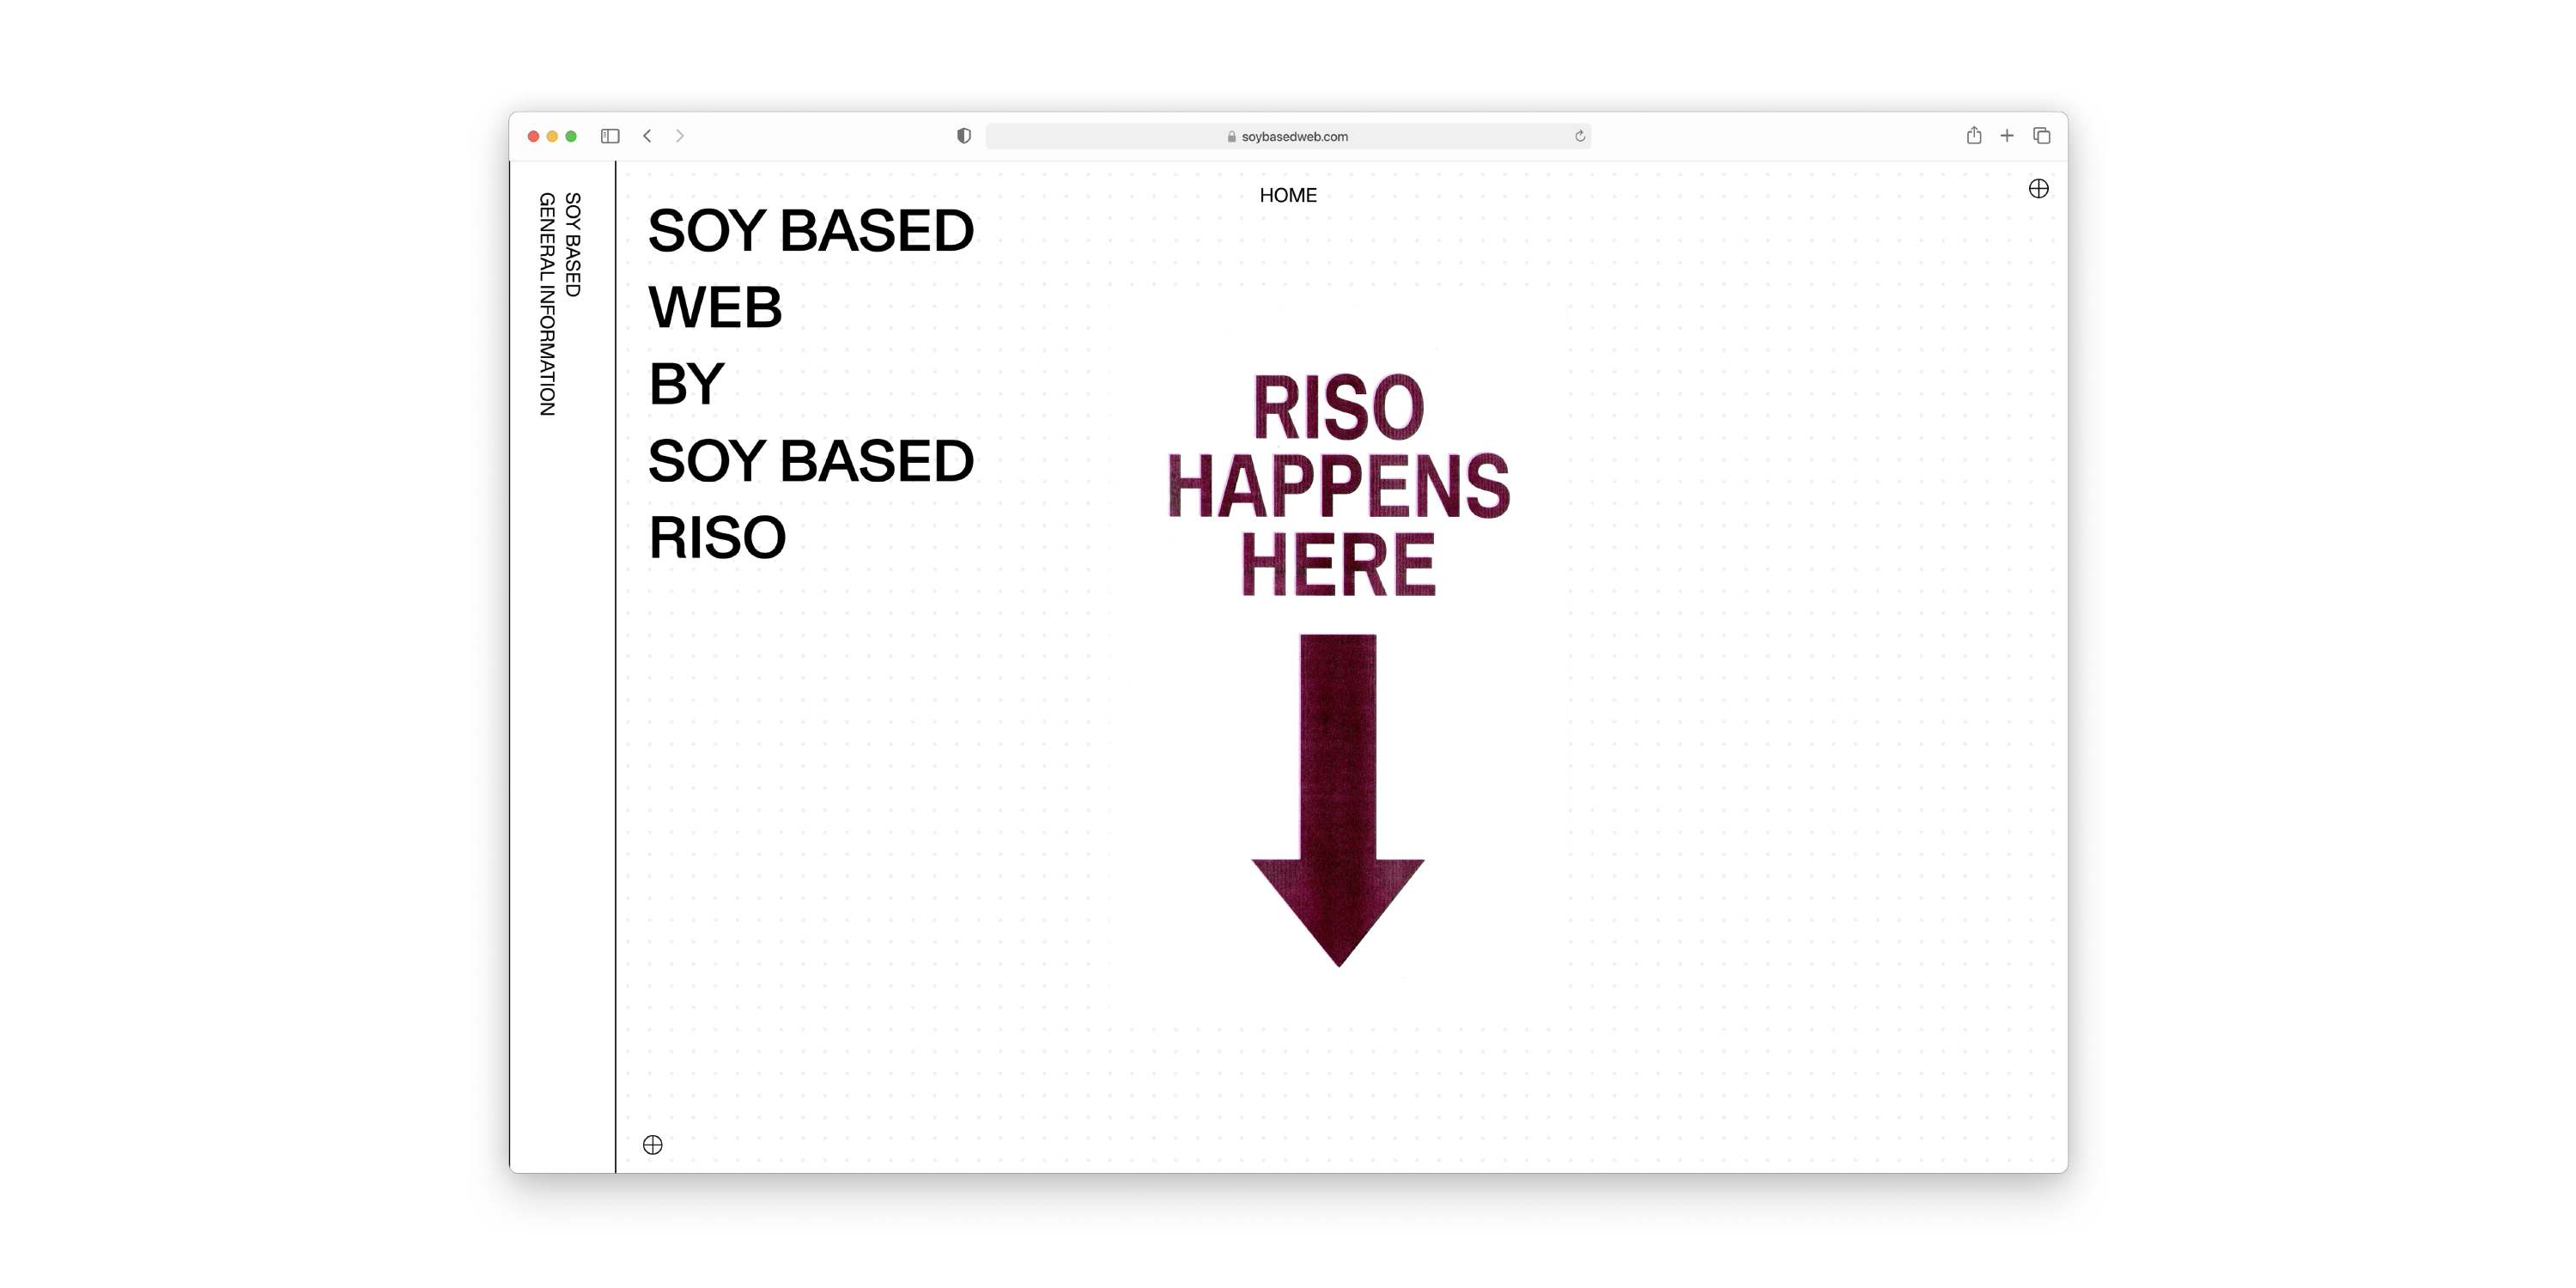 soybasedweb.com
SOY BASED
GENERAL INFORMATION
HOME
SOY BASED
WEB
BY
SOY BASED
RISO
RISO
HAPPENS
HERE